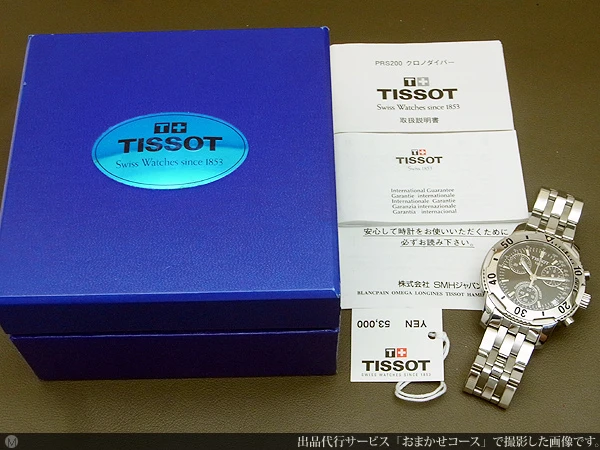 T+
TISSOT
Swiss Watches since 1853
PRS200 クロノダイバー
T+
TISSOT
Swiss Watches since 1853
取扱説明書
T+
TISSOT
Swiss 1853
International Guarantee
Garantie internationale
Internationale Garantie
Garanzia internazionale
Garantía internacional
安心して時計をお使いいただくために
必ずお読み下さい。
株式会社 SMHジャパン
BLANCPAIN OMEGA LONGINES TISSOT HAM
YEN 53,000
T+
TISSOT
SWISS WATCHES SINCE 1853
50
40
30
20
M
出品代行サービス「おまかせコース」で撮影した画像です。